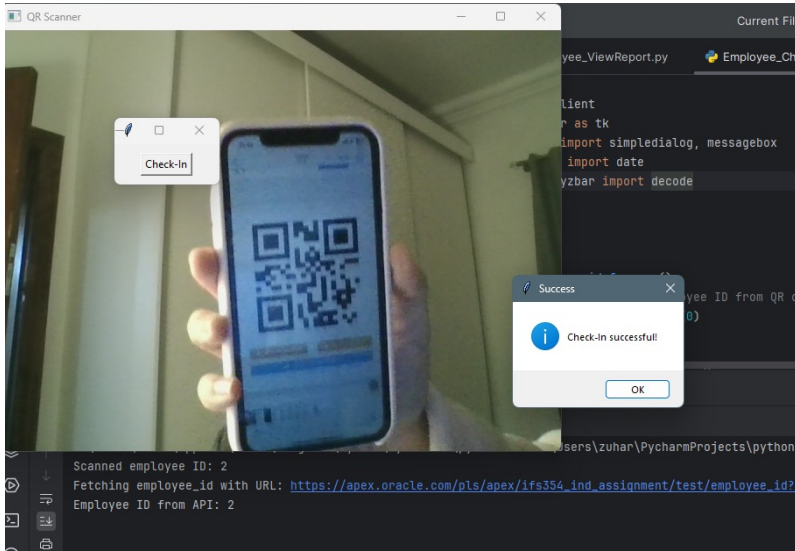 QR Scanner
Current Fil
yee_ViewReport.py
Employee_Ch
lient
r as tk
import simpledialog, messagebox
import date
yzbar import decode
Check-In
Success
yee ID from QR
0)
Check-In successful!
OK
sers\zuhar\PycharmProjects\python
Scanned employee ID: 2
Fetching employee_id with URL: https://apex.oracle.com/pls/apex/ifs354_ind_assignment/test/employee_id?
Employee ID from API: 2